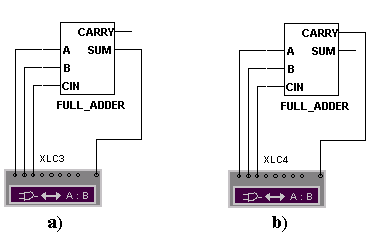 CARRY
A SUM
B
CIN
FULL_ADDER
XLC3
A : B
a)
CARRY
A SUM
B
CIN
FULL_ADDER
XLC4
A : B
b)